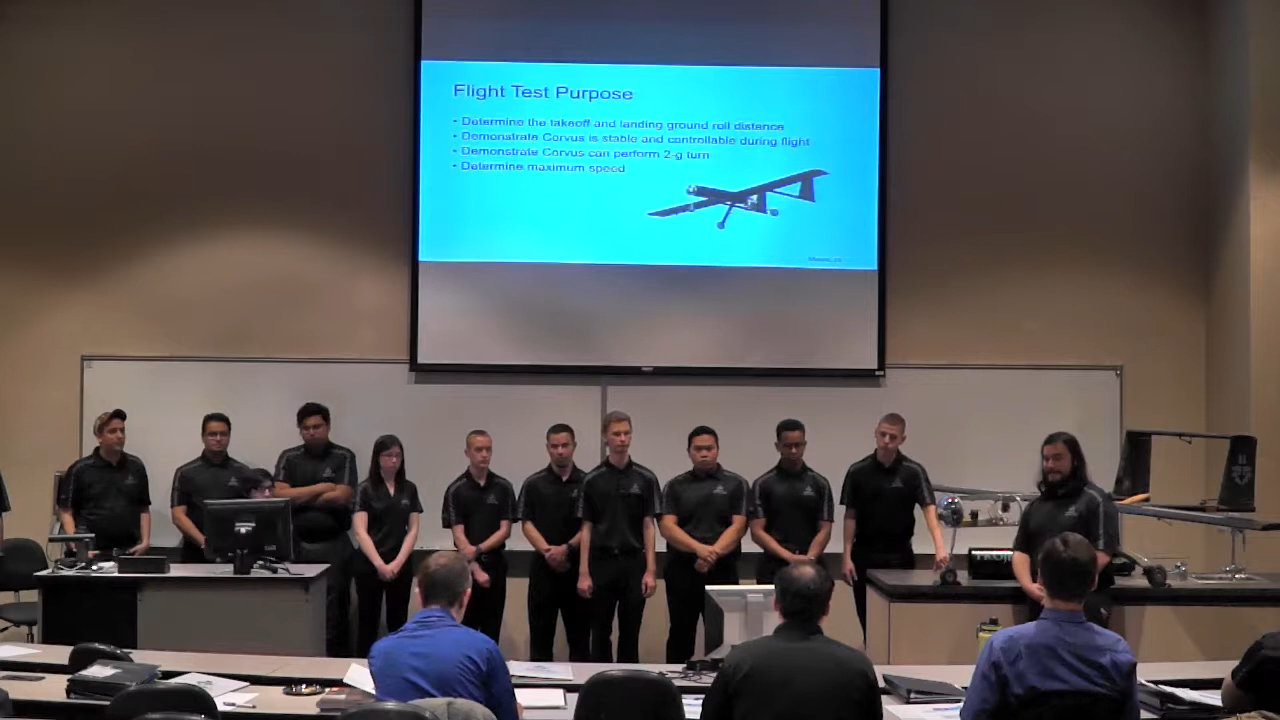 Flight Test Purpose
• Determine the takeoff and landing ground roll distance
• Demonstrate Corvus is stable and controllable during flight
• Demonstrate Corvus can perform 2-g turn
• Determine maximum speed